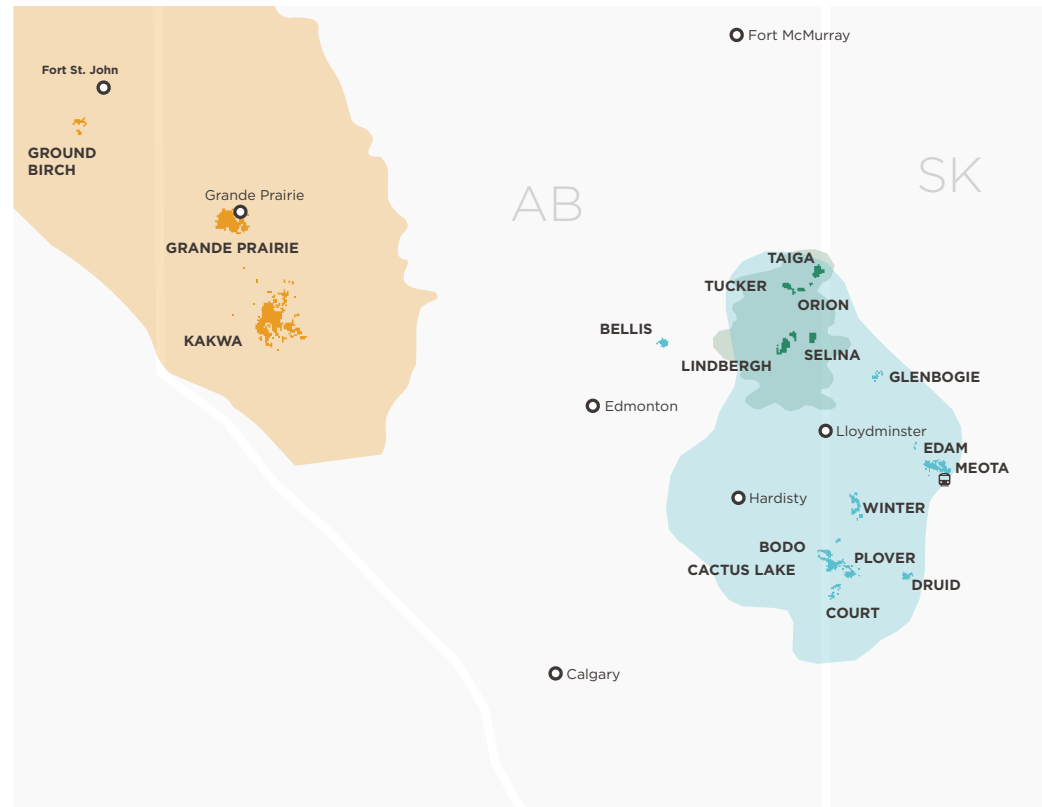 Fort McMurray
Fort St. John
GROUND
BIRCH
Grande Prairie
GRANDE PRAIRIE
KAKWA
AB
SK
TAIGA
TUCKER
ORION
BELLIS
LINDBERGH
SELINA
GLENBOGIE
Edmonton
Lloydminster
EDAM
MEOTA
Hardisty
WINTER
BODO
PLOVER
CACTUS LAKE
DRUID
COURT
Calgary